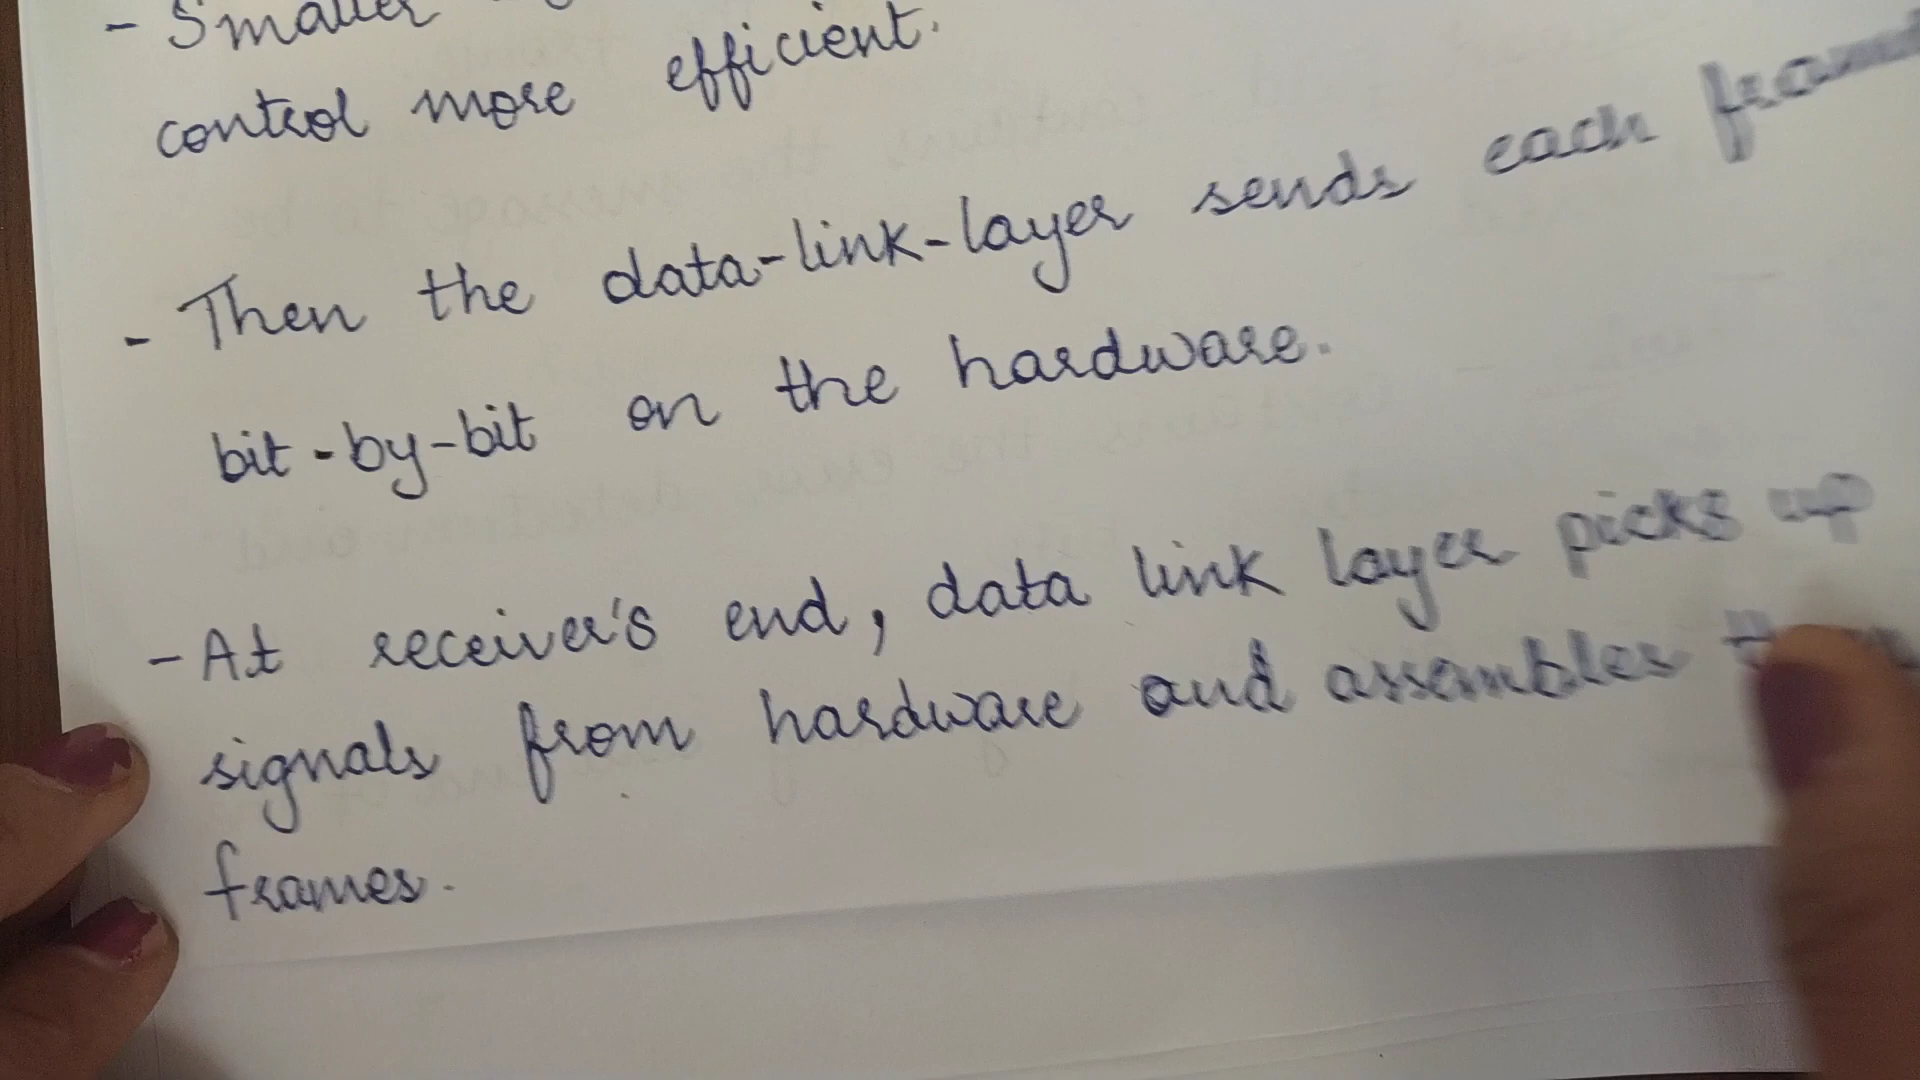 - Smaller
control more efficient.
- Then the data-link-layer sends each
bit-by-bit on the hardware.
- At receiver's end, data link layer picks up
signals from hardware and assembles
frames.